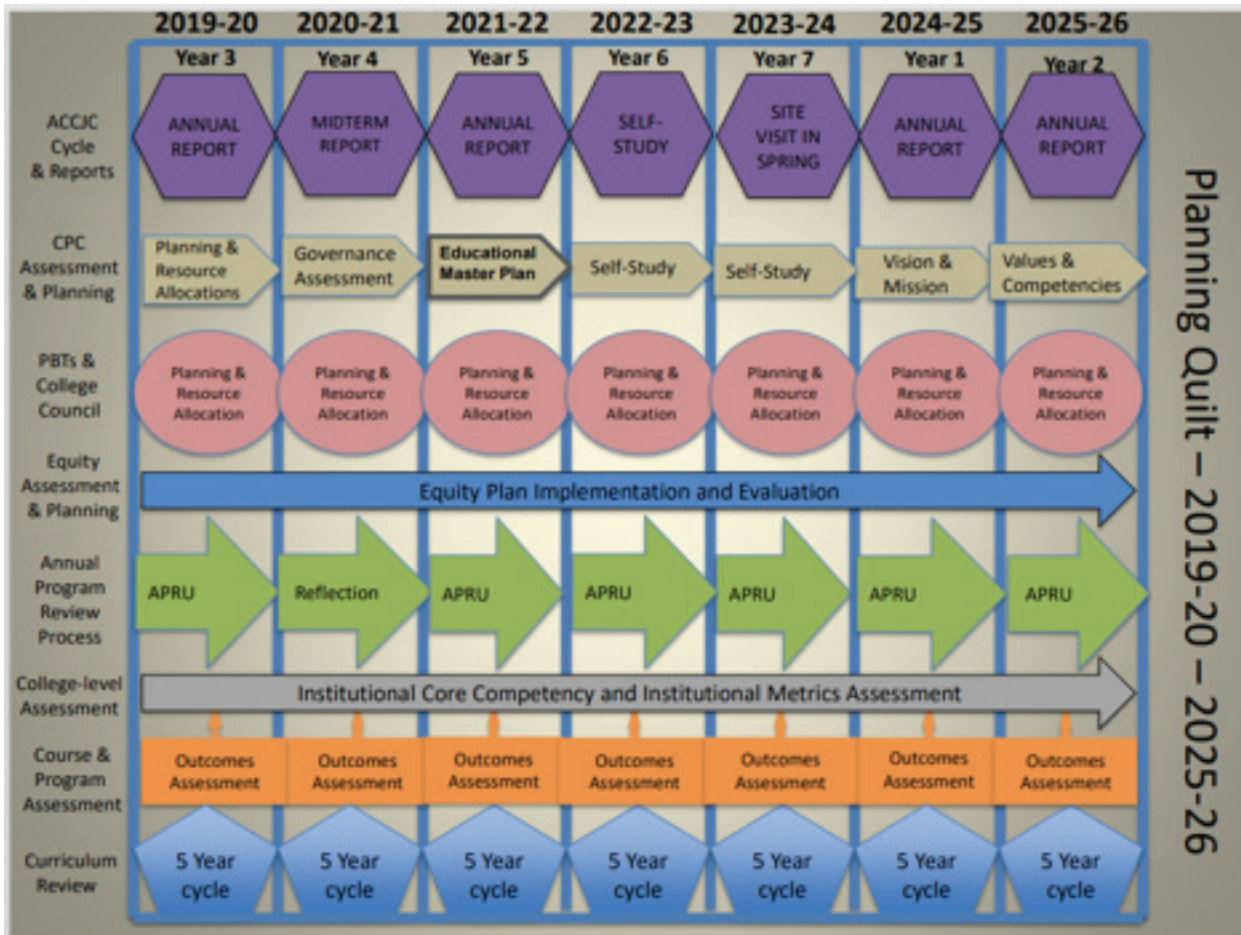 2019-20 2020-21 2021-22 2022-23 2023-24 2024-25 2025-26
Year 3 Year 4 Year 5 Year 6 Year 7 Year 1 Year 2
ACCJC
Cycle
& Reports
ANNUAL
REPORT
MIDTERM
REPORT
ANNUAL
REPORT
SELF-
STUDY
SITE
VISIT IN
SPRING
ANNUAL
REPORT
ANNUAL
REPORT
CPC
Assessment
& Planning
Planning &
Resource
Allocations
Governance
Assessment
Educational
Master Plan
Self-Study
Self-Study
Vision &
Mission
Values &
Competencies
PBTs &
College
Council
Planning &
Resource
Allocation
Planning &
Resource
Allocation
Planning &
Resource
Allocation
Planning &
Resource
Allocation
Planning &
Resource
Allocation
Planning &
Resource
Allocation
Planning &
Resource
Allocation
Equity
Assessment
& Planning
Equity Plan Implementation and Evaluation
Annual
Program
Review
Process
APRU
Reflection
APRU
APRU
APRU
APRU
APRU
College-level
Assessment
Institutional Core Competency and Institutional Metrics Assessment
Course &
Program
Assessment
Outcomes
Assessment
Outcomes
Assessment
Outcomes
Assessment
Outcomes
Assessment
Outcomes
Assessment
Outcomes
Assessment
Outcomes
Assessment
Curriculum
Review
5 Year
cycle
5 Year
cycle
5 Year
cycle
5 Year
cycle
5 Year
cycle
5 Year
cycle
5 Year
cycle
Planning Quilt – 2019-20 – 2025-26